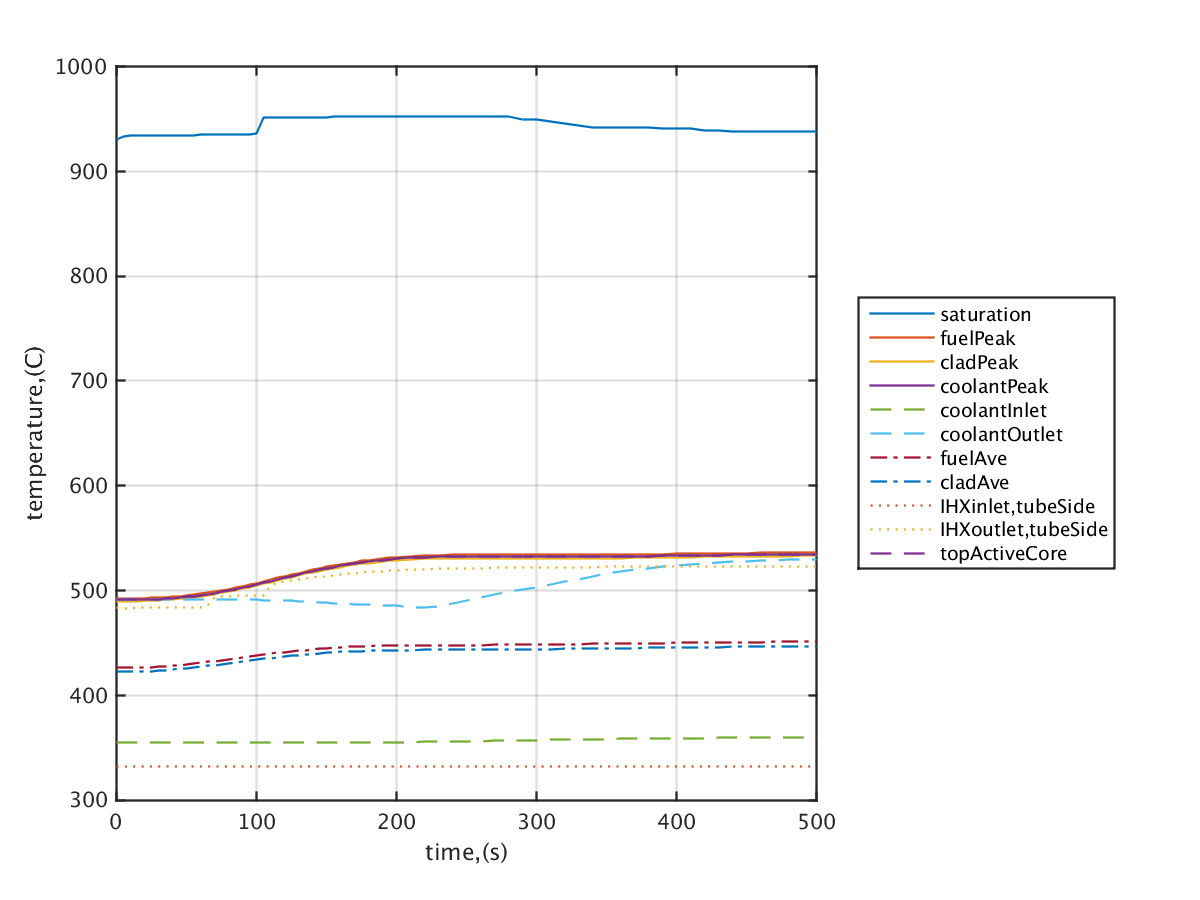 1000
900
800
700
600
500
400
300
temperature,(C)
0 100 200 300 400 500
time,(s)
saturation
fuelPeak
cladPeak
coolantPeak
coolantInlet
coolantOutlet
fuelAve
cladAve
IHXinlet,tubeSide
IHXoutlet,tubeSide
topActiveCore